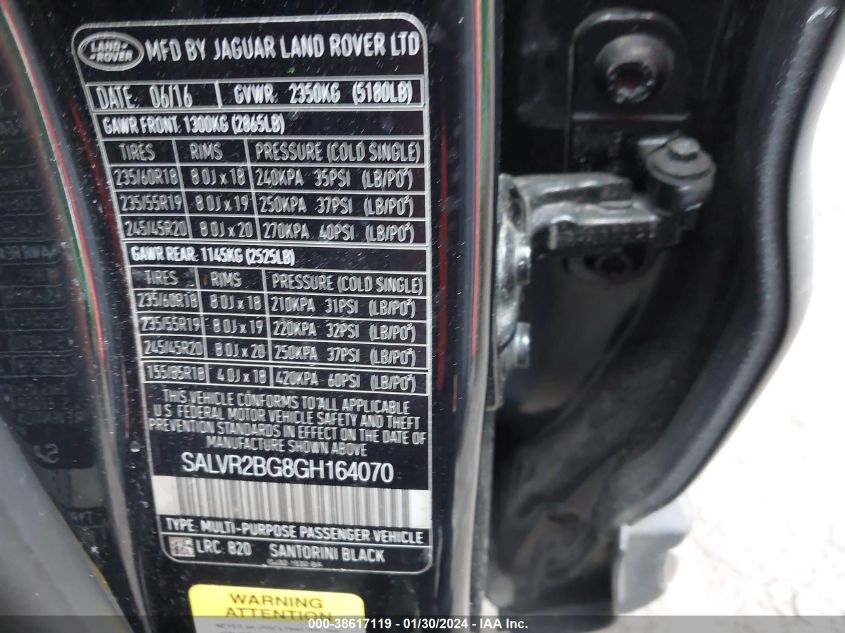 LAND ROVER MFD BY JAGUAR LAND ROVER LTD
DATE: 06/16 GVWR: 2350KG (5180LB)
GAWR FRONT: 1300KG (2865LB)
TIRES RIMS PRESSURE (COLD SINGLE)
235/60R18 8.0J x 18 240KPA 35PSI (LB/PO²)
235/55R19 8.0J x 19 250KPA 37PSI (LB/PO²)
245/45R20 8.0J x 20 270KPA 40PSI (LB/PO²)
GAWR REAR: 1145KG (2525LB)
TIRES RIMS PRESSURE (COLD SINGLE)
235/60R18 8.0J x 18 210KPA 31PSI (LB/PO²)
235/55R19 8.0J x 19 220KPA 32PSI (LB/PO²)
245/45R20 8.0J x 20 250KPA 37PSI (LB/PO²)
155/85R18 4.0J x 18 420KPA 60PSI (LB/PO²)
THIS VEHICLE CONFORMS TO ALL APPLICABLE
U.S. FEDERAL MOTOR VEHICLE SAFETY AND THEFT
PREVENTION STANDARDS IN EFFECT ON THE DATE OF
MANUFACTURE SHOWN ABOVE
SALVR2BG8GH164070
TYPE: MULTI-PURPOSE PASSENGER VEHICLE
LRC: 820 SANTORINI BLACK
WARNING
ATTENTION
000-38617119 - 01/30/2024 - IAAI.COM